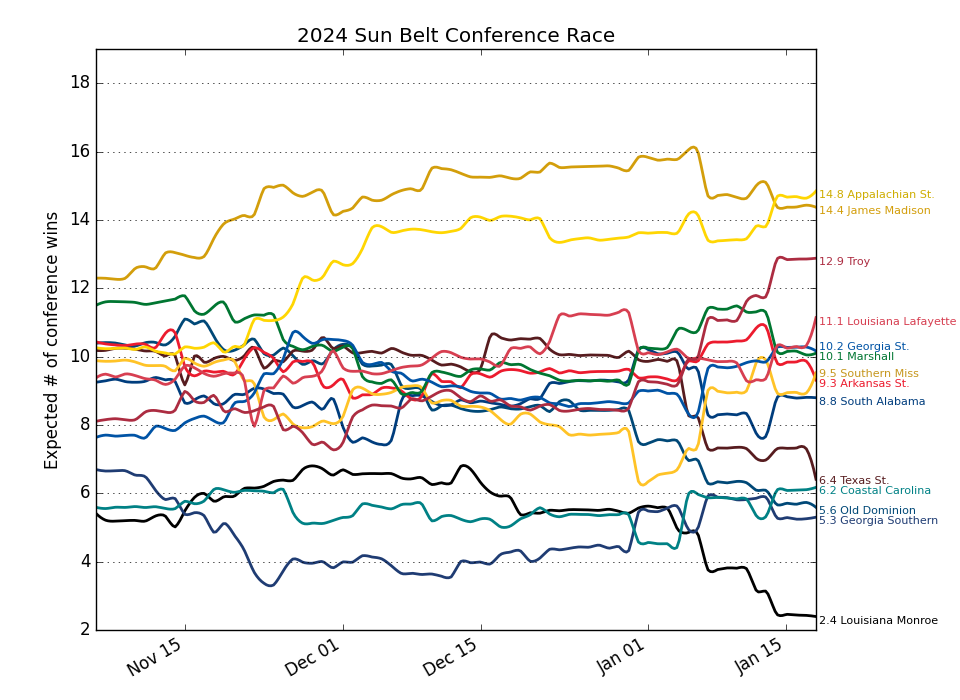 2024 Sun Belt Conference Race
Expected # of conference wins
18
16
14
12
10
8
6
4
2
14.8 Appalachian St.
14.4 James Madison
12.9 Troy
11.1 Louisiana Lafayette
10.2 Georgia St.
10.1 Marshall
9.5 Southern Miss
9.3 Arkansas St.
8.8 South Alabama
6.4 Texas St.
6.2 Coastal Carolina
5.6 Old Dominion
5.3 Georgia Southern
2.4 Louisiana Monroe
Nov 15
Dec 01
Dec 15
Jan 01
Jan 15